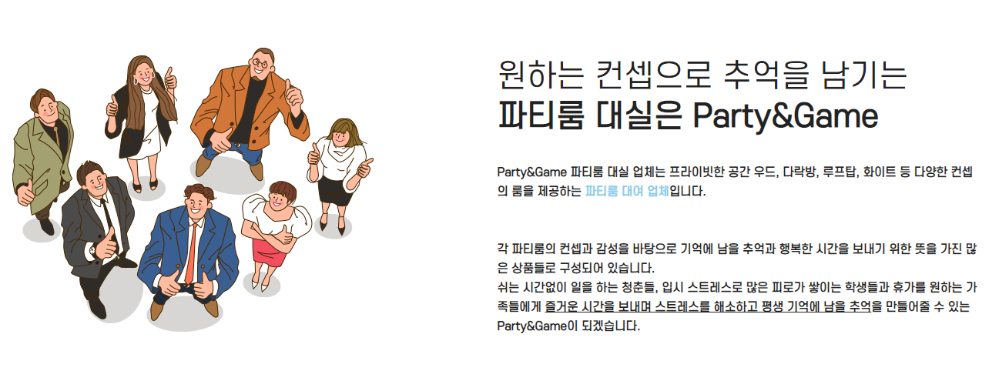 원하는 컨셉으로 추억을 남기는
파티룸 대실은 Party&Game
Party&Game 파티룸 대실 업체는 프라이빗한 공간 우드, 다락방, 루프탑, 화이트 등 다양한 컨셉
의 룸을 제공하는 파티룸 대여 업체입니다.
각 파티룸의 컨셉과 감성을 바탕으로 기억에 남을 추억과 행복한 시간을 보내기 위한 뜻을 가진 많
은 상품들로 구성되어 있습니다.
쉬는 시간없이 일을 하는 청춘들, 입시 스트레스로 많은 피로가 쌓이는 학생들과 휴가를 원하는 가
족들에게 즐거운 시간을 보내며 스트레스를 해소하고 평생 기억에 남을 추억을 만들어줄 수 있는
Party&Game이 되겠습니다.